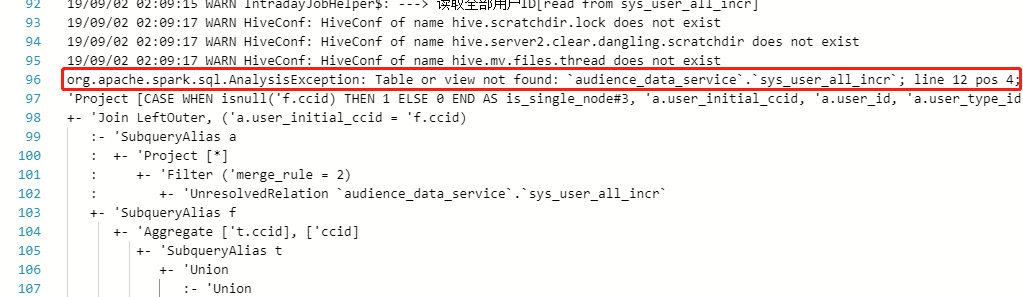 92 19/09/02 02:09:15 WARN IntradayJobHelper$: ---> 读取全部用户ID[read from sys_user_all_incr]
93 19/09/02 02:09:17 WARN HiveConf: HiveConf of name hive.scratchdir.lock does not exist
94 19/09/02 02:09:17 WARN HiveConf: HiveConf of name hive.server2.clear.dangling.scratchdir does not exist
95 19/09/02 02:09:17 WARN HiveConf: HiveConf of name hive.mv.files.thread does not exist
96 org.apache.spark.sql.AnalysisException: Table or view not found: `audience_data_service`.`sys_user_all_incr`; line 12 pos 4;
97 'Project [CASE WHEN isnull('f.ccid) THEN 1 ELSE 0 END AS is_single_node#3, 'a.user_initial_ccid, 'a.user_id, 'a.user_type_id
98 +- 'Join LeftOuter, ('a.user_initial_ccid = 'f.ccid)
99    :- 'SubqueryAlias a
100    :  +- 'Project [*]
101    :     +- 'Filter ('merge_rule = 2)
102    :        +- 'UnresolvedRelation `audience_data_service`.`sys_user_all_incr`
103    +- 'SubqueryAlias f
104       +- 'Aggregate ['t.ccid], ['ccid]
105          +- 'SubqueryAlias t
106             +- 'Union
107                :- 'Union